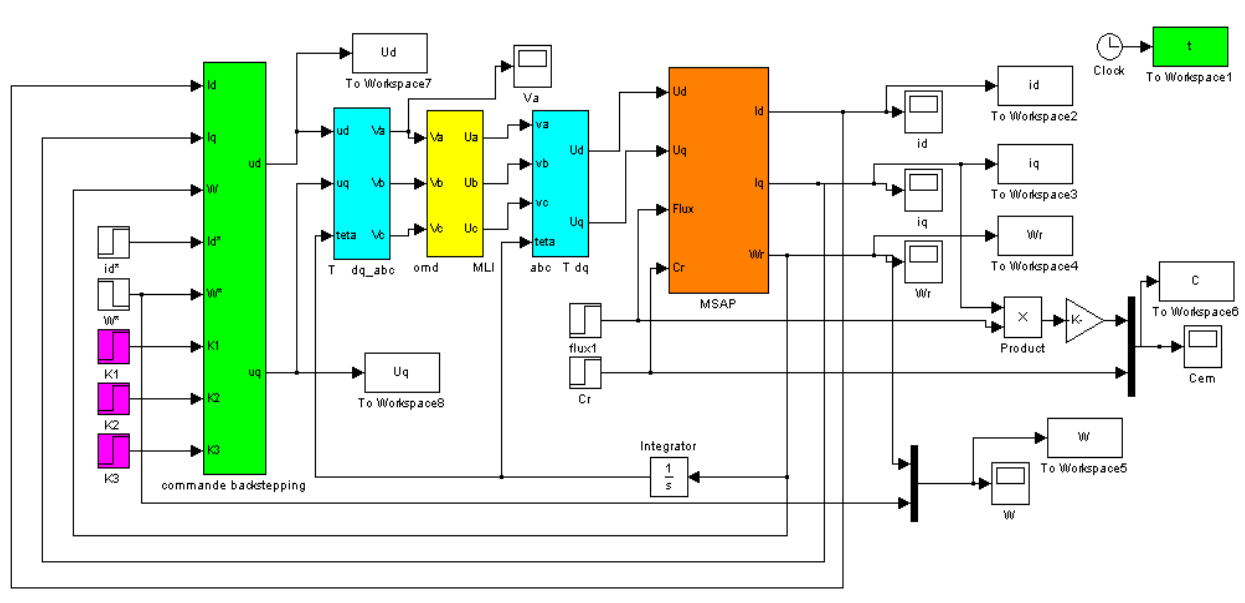 Ud
To Workspace7
Va
Clock
t
To Workspace1
Id
Iq
W
Id*
W*
K1
K2
K3
ud
uq
commande backstepping
id*
W*
K1
K2
K3
ud
uq
teta
Va
Vb
Vc
T dq_abc
Va
Vb
Vc
Ua
Ub
Uc
omd MLI
va
vb
vc
teta
Ud
Uq
abc T dq
Ud
Uq
Flux
Cr
Id
Iq
Wr
MSAP
id
To Workspace2
id
iq
To Workspace3
iq
Wr
To Workspace4
Wr
flux1
Cr
X
Product
K-
C
To Workspace6
Cem
Uq
To Workspace8
Integrator
1
s
W
To Workspace5
W